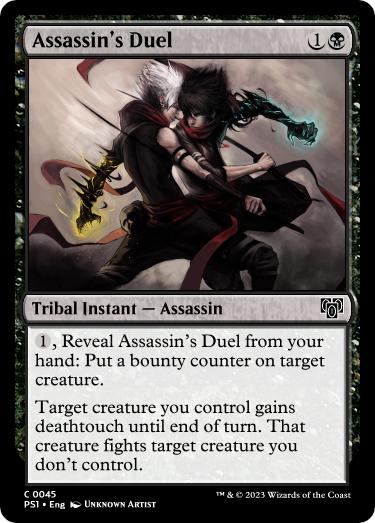 Assassin's Duel 1
Tribal Instant — Assassin
1, Reveal Assassin's Duel from your
hand: Put a bounty counter on target
creature.
Target creature you control gains
deathtouch until end of turn. That
creature fights target creature you
don't control.
C 0045
PS1 • Eng Unknown Artist
™ & © 2023 Wizards of the Coast